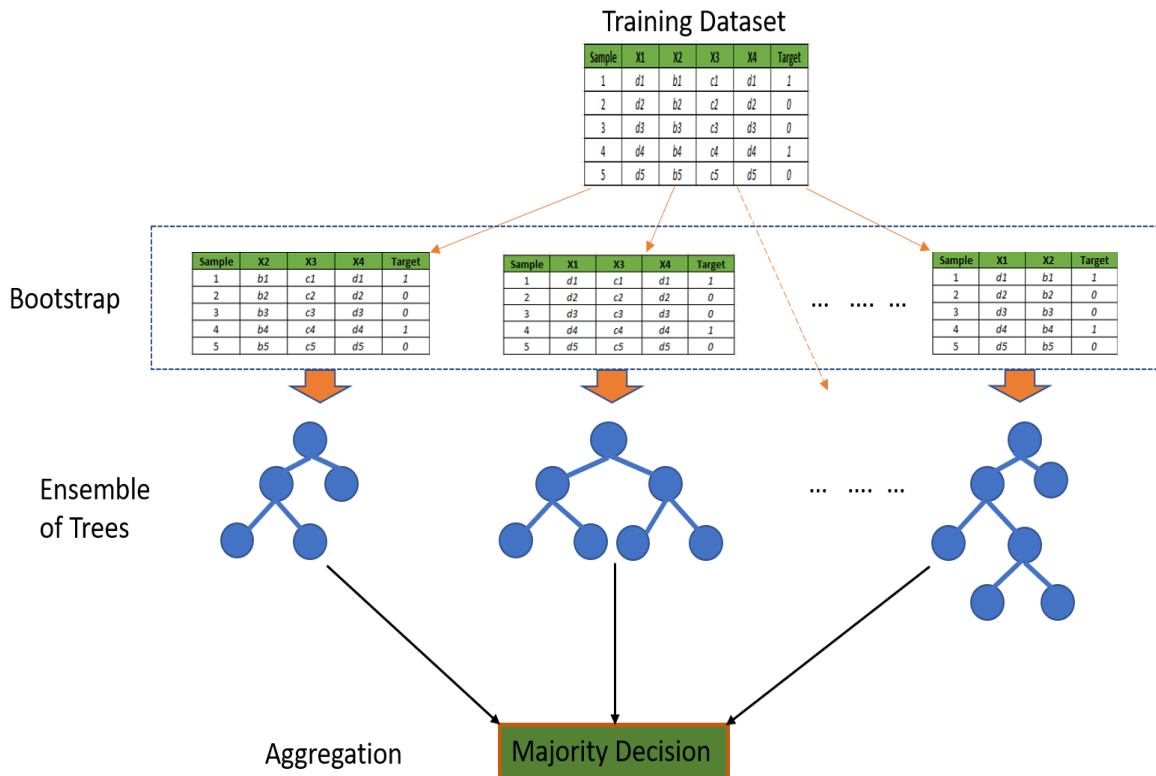 Training Dataset
Sample X1 X2 X3 X4 Target
1 d1 b1 c1 d1 1
2 d2 b2 c2 d2 0
3 d3 b3 c3 d3 0
4 d4 b4 c4 d4 1
5 d5 b5 c5 d5 0
Bootstrap
Sample X2 X3 X4 Target
1 b1 c1 d1 1
2 b2 c2 d2 0
3 b3 c3 d3 0
4 b4 c4 d4 1
5 b5 c5 d5 0
Sample X1 X3 X4 Target
1 d1 c1 d1 1
2 d2 c2 d2 0
3 d3 c3 d3 0
4 d4 c4 d4 1
5 d5 c5 d5 0
... .... ...
Sample X1 X2 Target
1 d1 b1 1
2 d2 b2 0
3 d3 b3 0
4 d4 b4 1
5 d5 b5 0
Ensemble
of Trees
... .... ...
Aggregation
Majority Decision